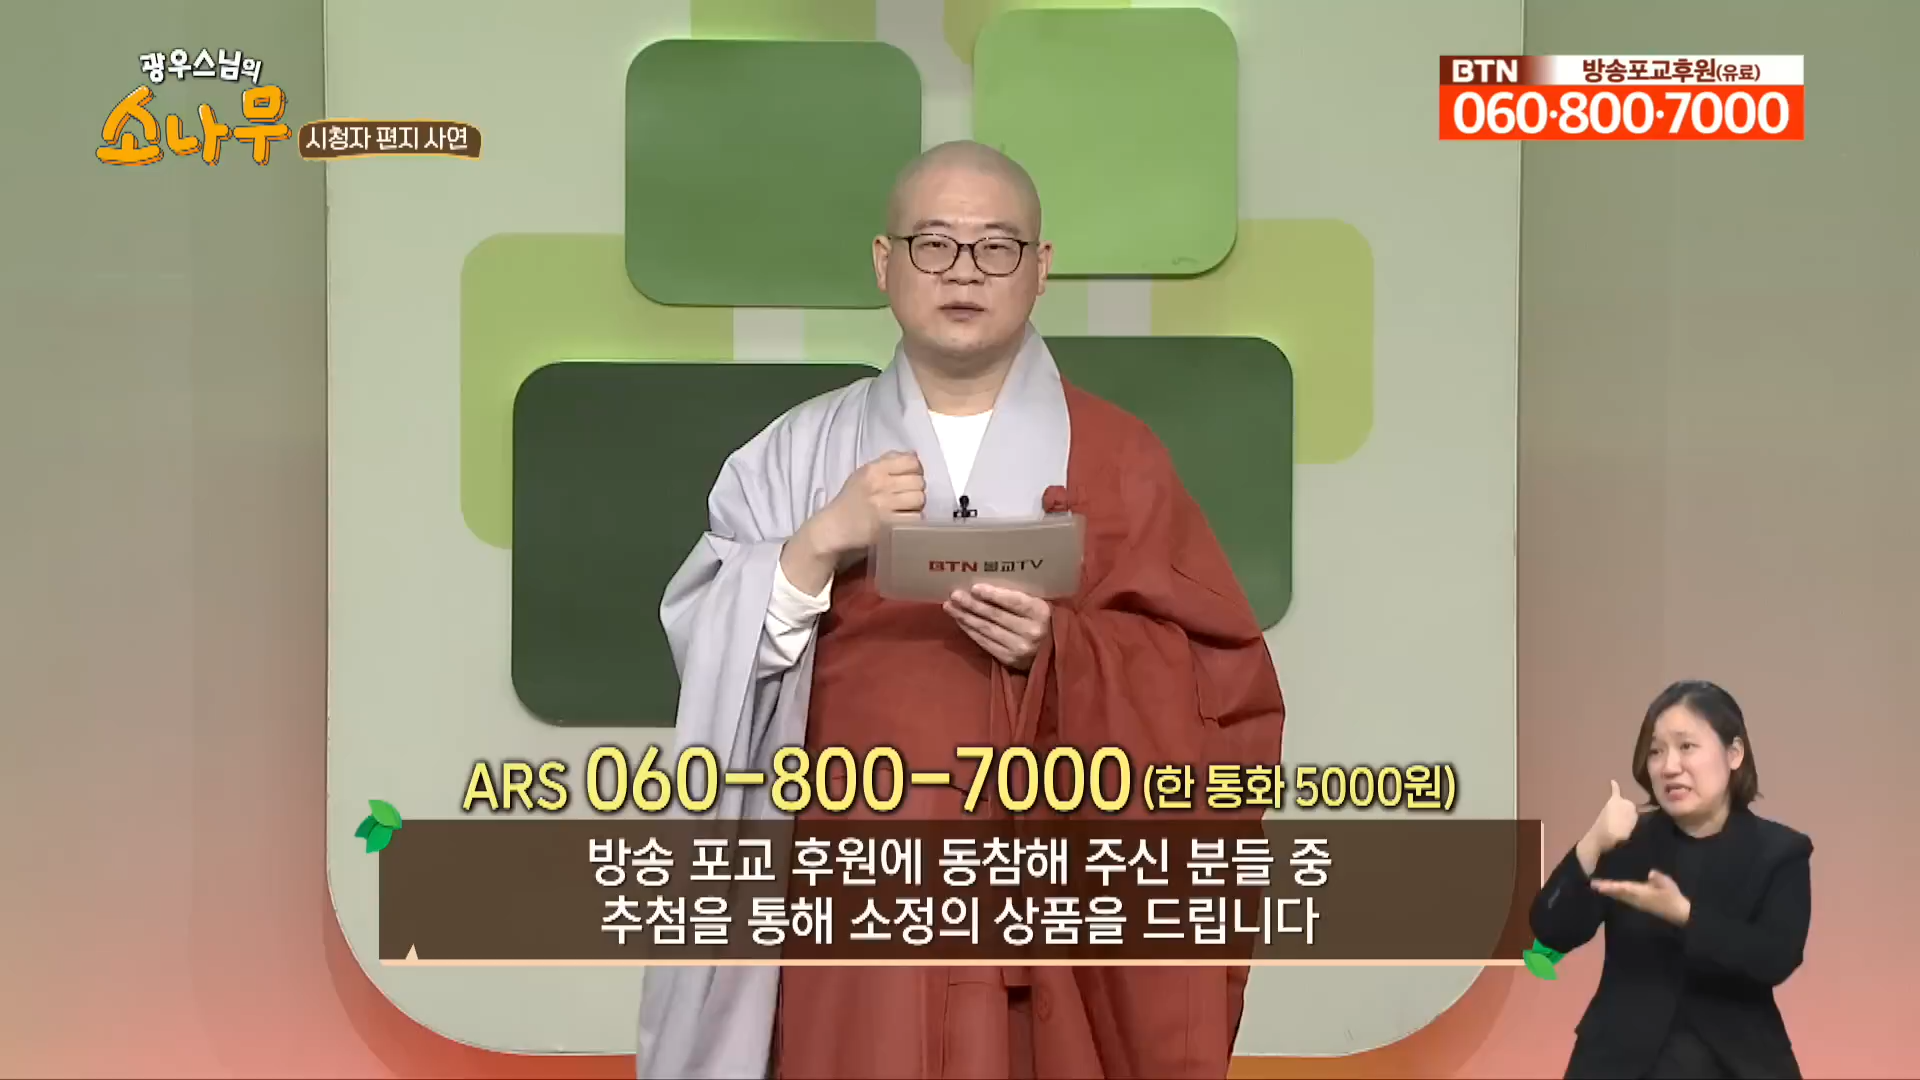 광우스님의
소나무
시청자 편지 사연
BTN 방송포교후원(유료)
060·800·7000
BTN 불교TV
ARS 060-800-7000 (한 통화 5000원)
방송 포교 후원에 동참해 주신 분들 중
추첨을 통해 소정의 상품을 드립니다